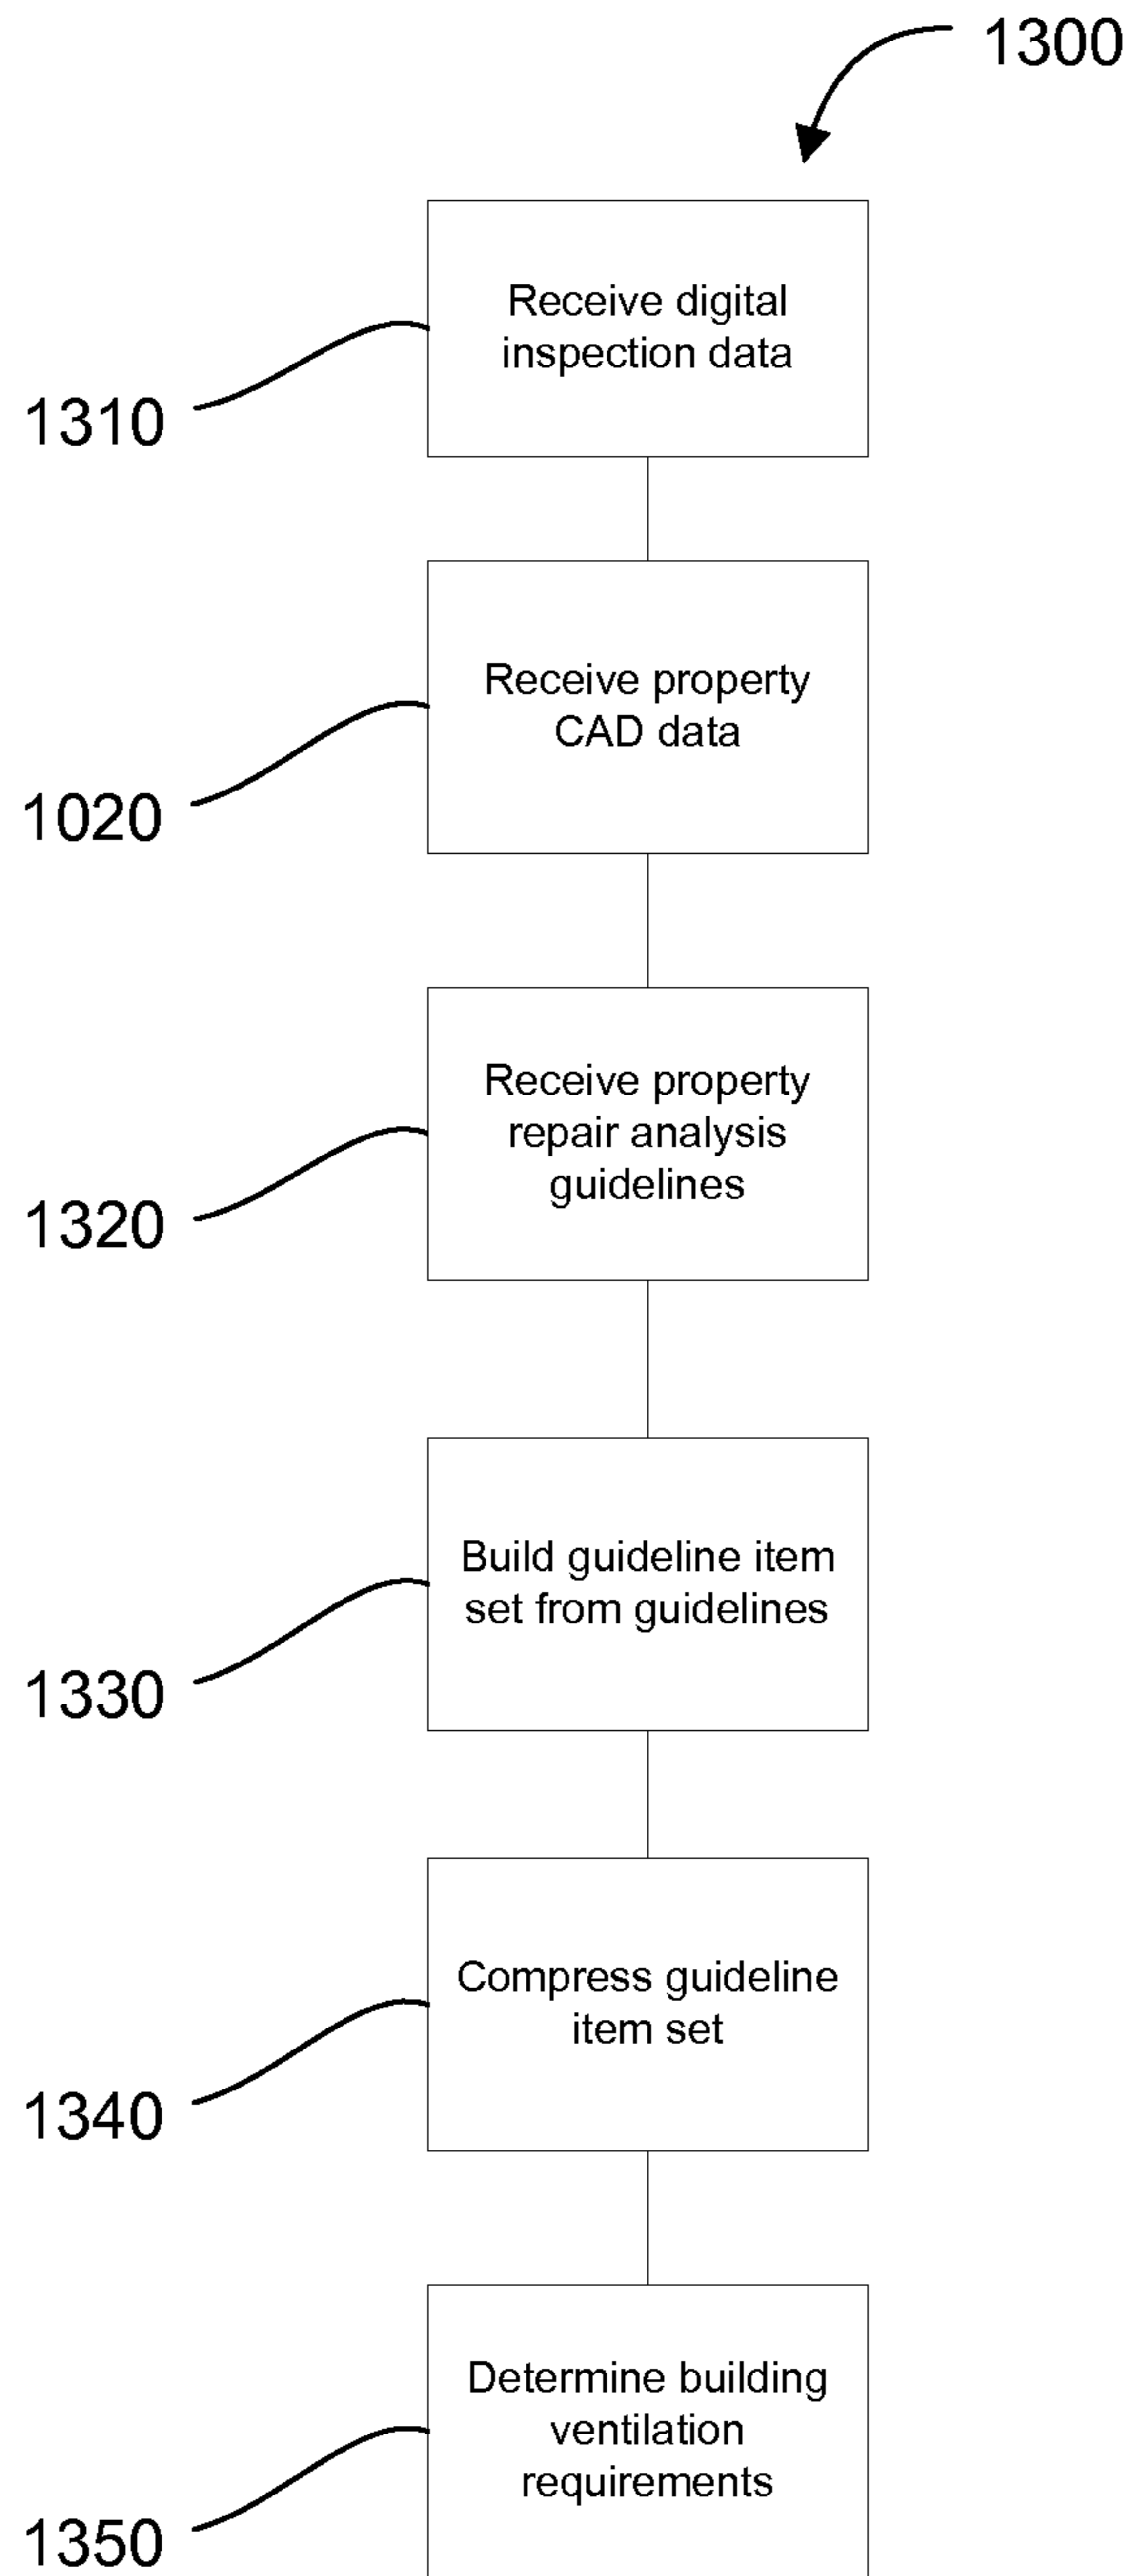 1300
Receive digital
inspection data
1310
Receive property
CAD data
1020
Receive property
repair analysis
guidelines
1320
Build guideline item
set from guidelines
1330
Compress guideline
item set
1340
Determine building
ventilation
requirements
1350